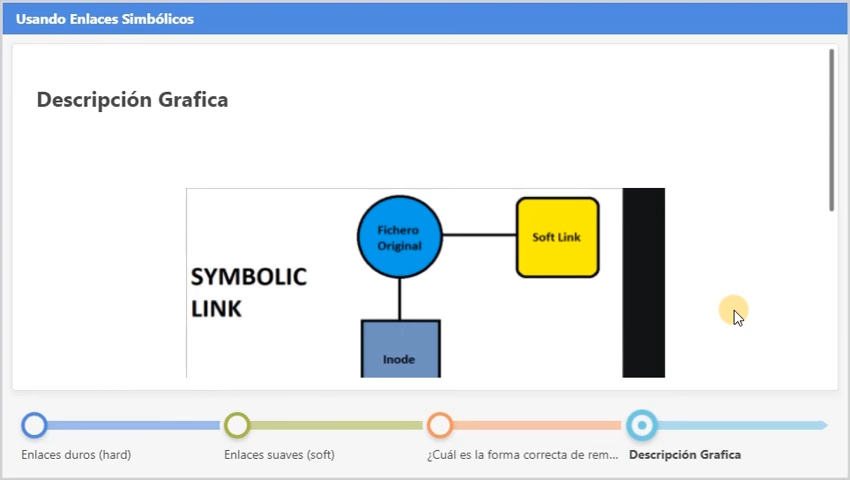 Usando Enlaces Simbólicos
Descripción Grafica
Fichero
Original
Soft Link
SYMBOLIC
LINK
Inode
Enlaces duros (hard)
Enlaces suaves (soft)
¿Cuál es la forma correcta de rem...
Descripción Grafica